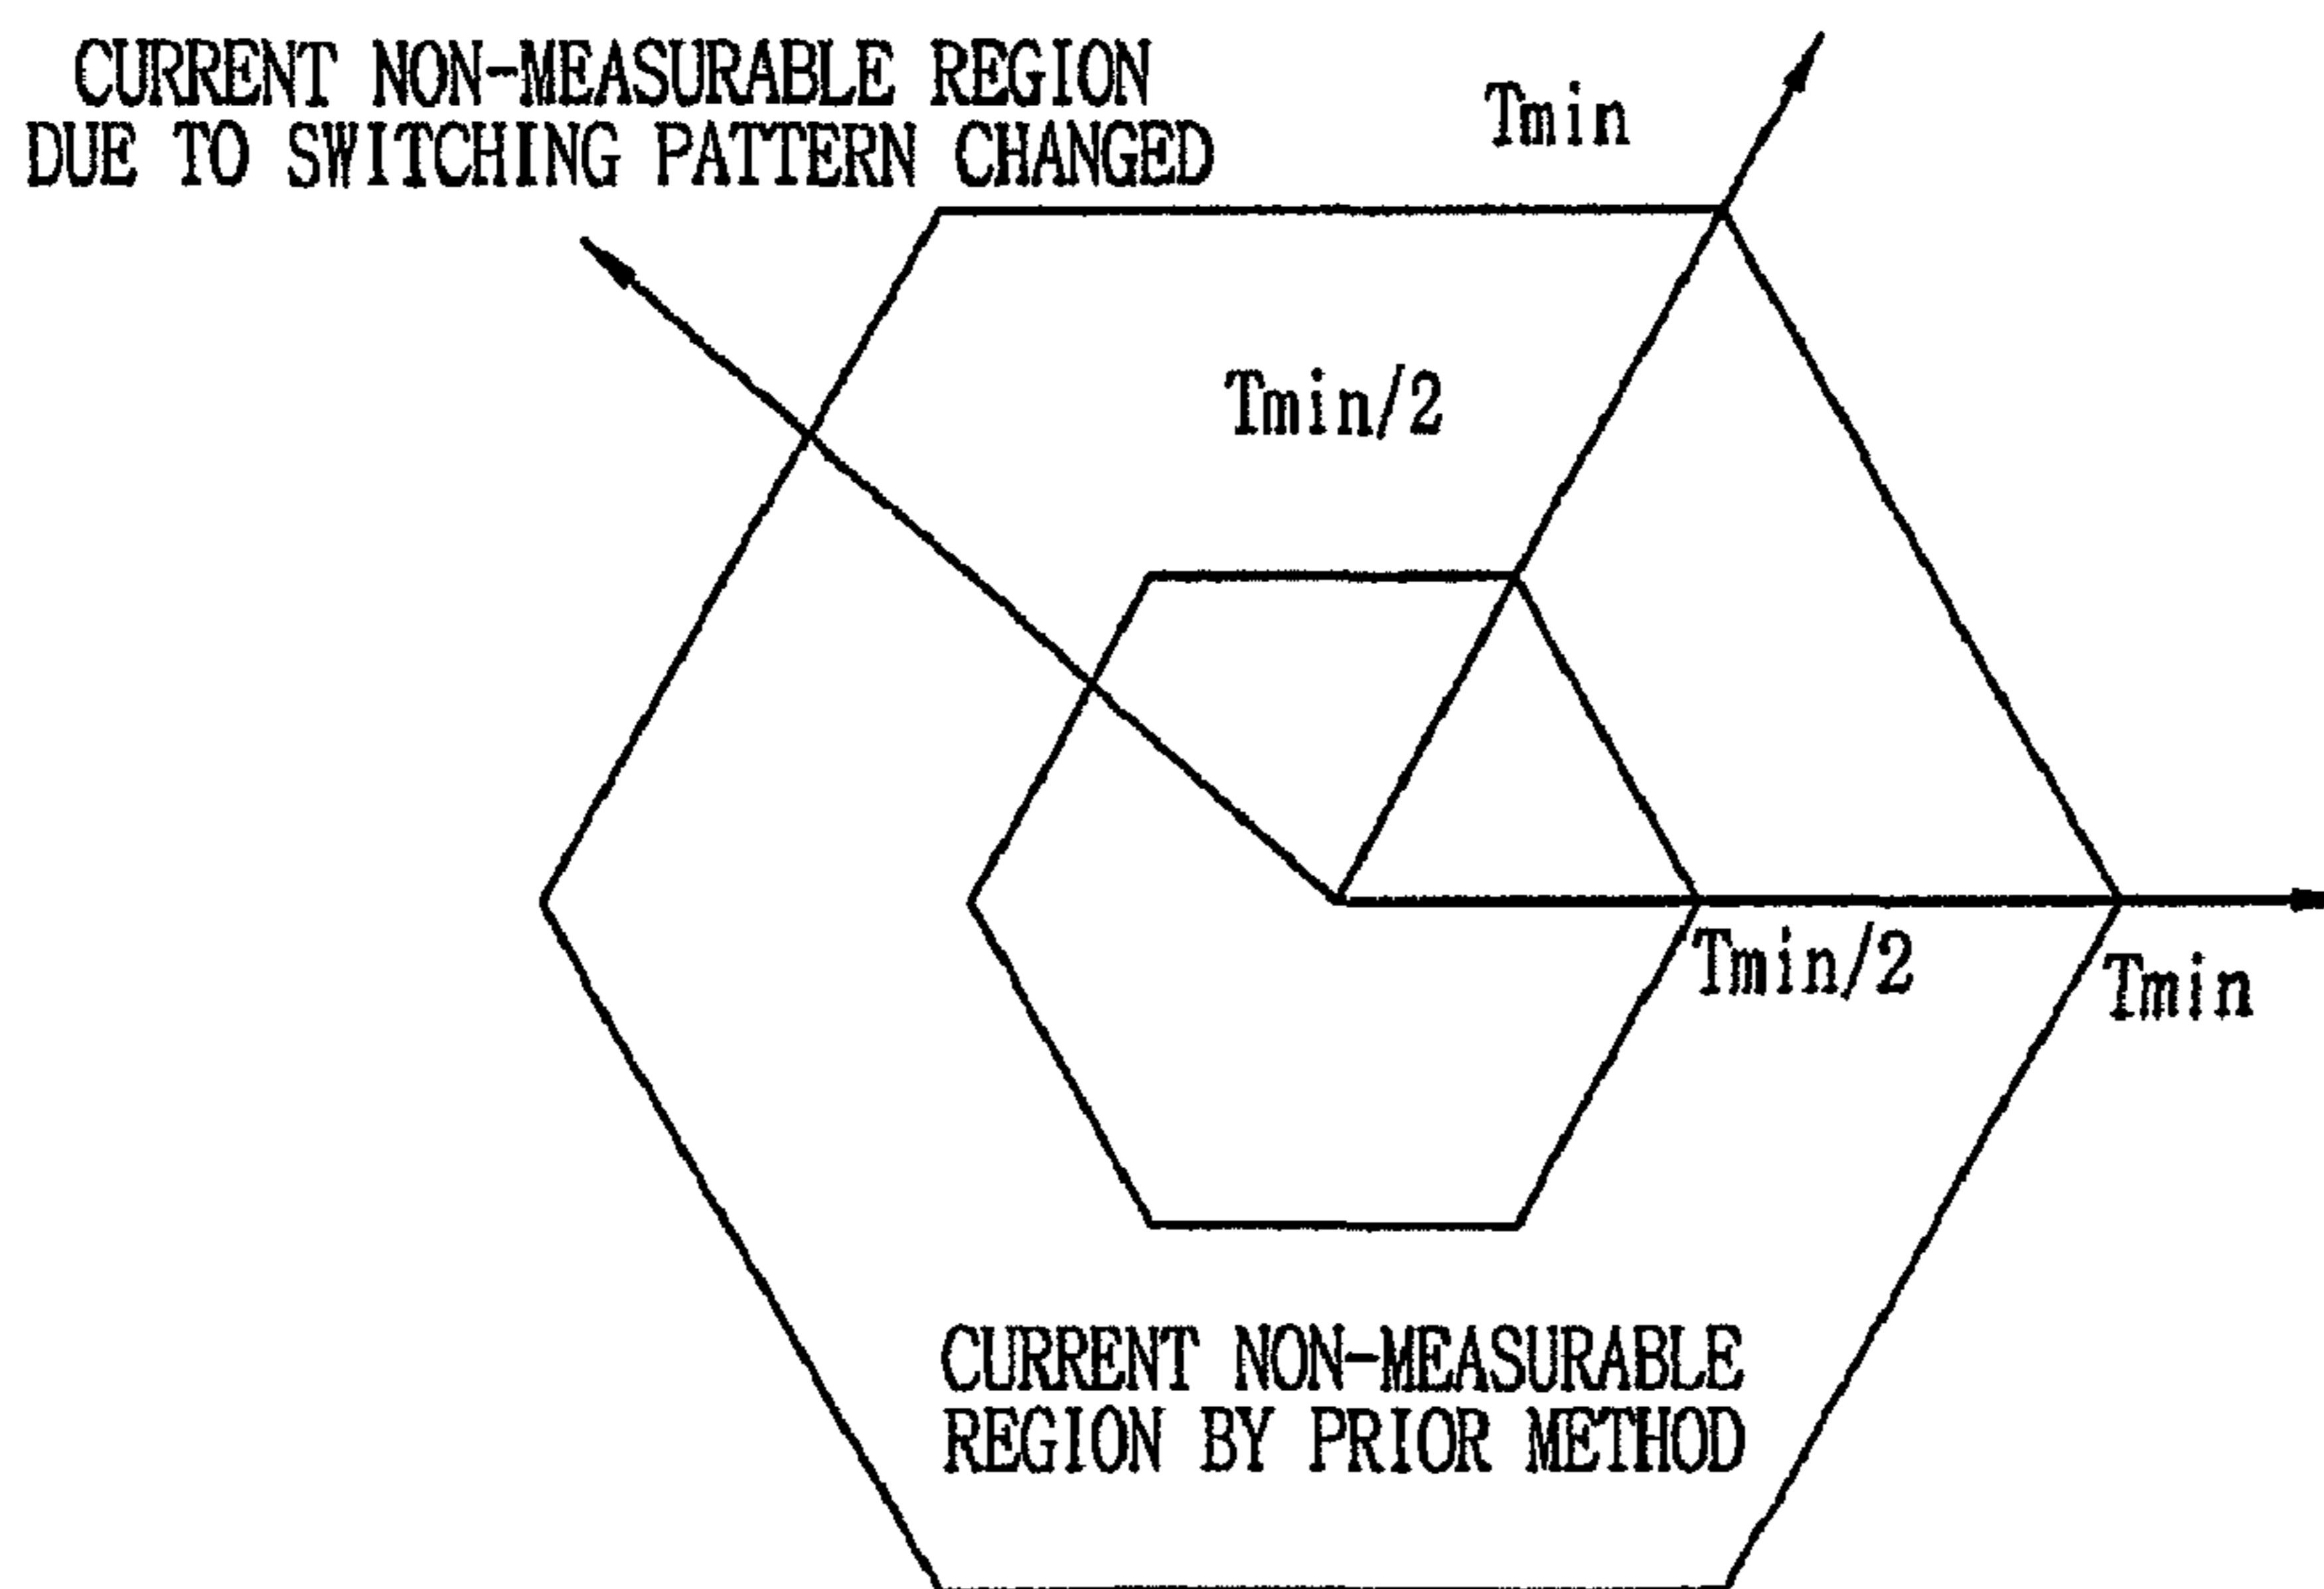 CURRENT NON-MEASURABLE REGION
DUE TO SWITCHING PATTERN CHANGED
Tmin
Tmin/2
Tmin/2
Tmin
CURRENT NON-MEASURABLE
REGION BY PRIOR METHOD